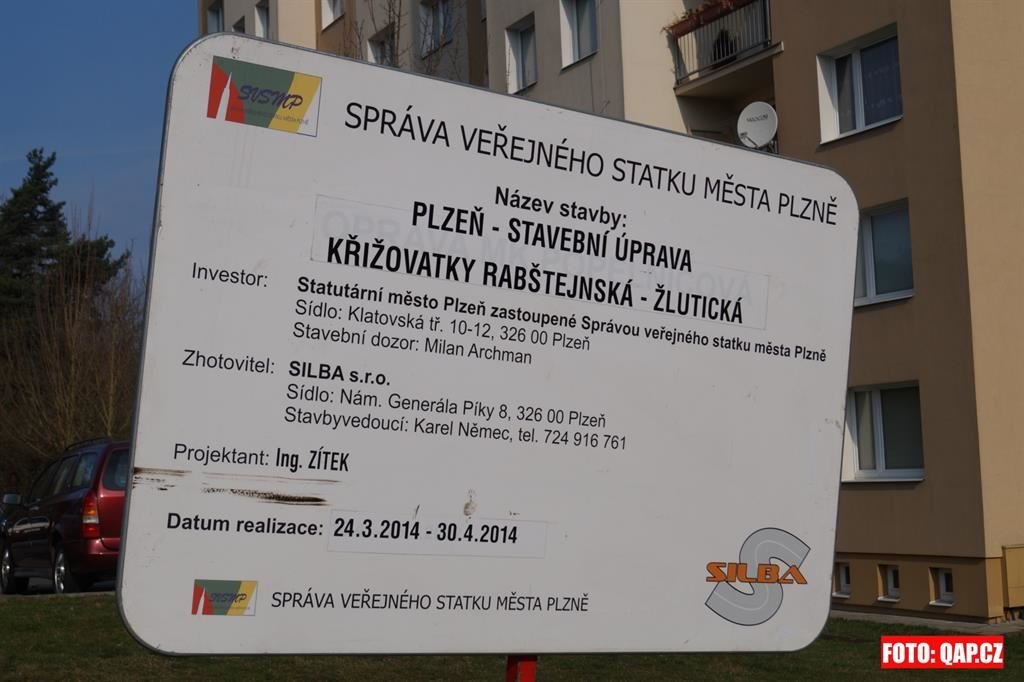 SVSMP
SPRÁVA VEŘEJNÉHO STATKU MĚSTA PLZNĚ
Název stavby:
PLZEŇ - STAVEBNÍ ÚPRAVA
KŘIŽOVATKY RABŠTEJNSKÁ - ŽLUTICKÁ
Investor: Statutární město Plzeň zastoupené Správou veřejného statku města Plzně
Sídlo: Klatovská tř. 10-12, 326 00 Plzeň
Stavební dozor: Milan Archman
Zhotovitel: SILBA s.r.o.
Sídlo: Nám. Generála Píky 8, 326 00 Plzeň
Stavbyvedoucí: Karel Němec, tel. 724 916 761
Projektant: Ing. ZÍTEK
Datum realizace: 24.3.2014 - 30.4.2014
SVSMP SPRÁVA VEŘEJNÉHO STATKU MĚSTA PLZNĚ
SILBA
FOTO: QAP.CZ